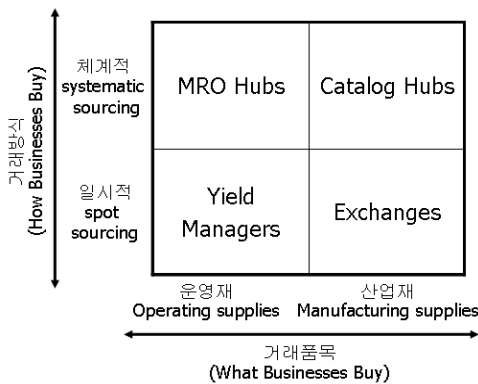 거래방식
(How Businesses Buy)
체계적
systematic
sourcing
MRO Hubs
Catalog Hubs
일시적
spot
sourcing
Yield
Managers
Exchanges
운영재
Operating supplies
산업재
Manufacturing supplies
거래품목
(What Businesses Buy)